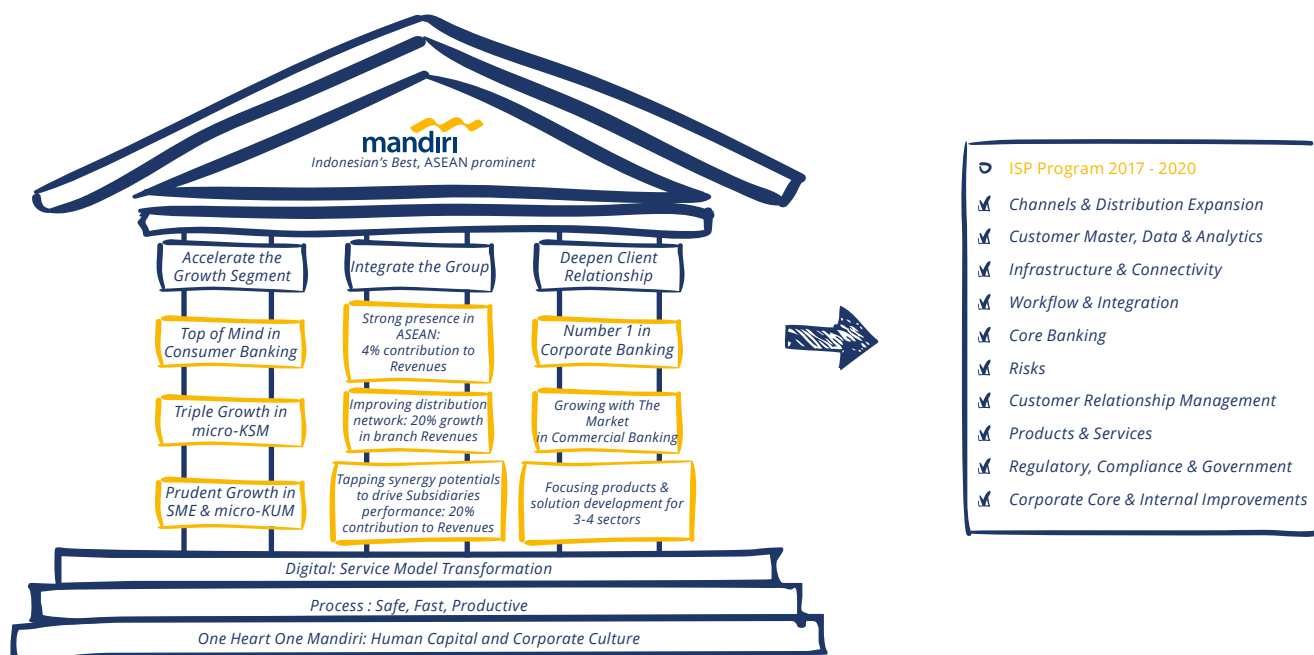 mandiri
Indonesian's Best, ASEAN prominent
Accelerate the
Growth Segment
Top of Mind in
Consumer Banking
Triple Growth in
micro-KSM
Prudent Growth in
SME & micro-KUM
Integrate the Group
Strong presence in
ASEAN:
4% contribution to
Revenues
Improving distribution
network: 20% growth
in branch Revenues
Tapping synergy potentials
to drive Subsidiaries
performance: 20%
contribution to Revenues
Deepen Client
Relationship
Number 1 in
Corporate Banking
Growing with The
Market
in Commercial Banking
Focusing products &
solution development for
3-4 sectors
Digital: Service Model Transformation
Process : Safe, Fast, Productive
One Heart One Mandiri: Human Capital and Corporate Culture
ISP Program 2017 - 2020
Channels & Distribution Expansion
Customer Master, Data & Analytics
Infrastructure & Connectivity
Workflow & Integration
Core Banking
Risks
Customer Relationship Management
Products & Services
Regulatory, Compliance & Government
Corporate Core & Internal Improvements